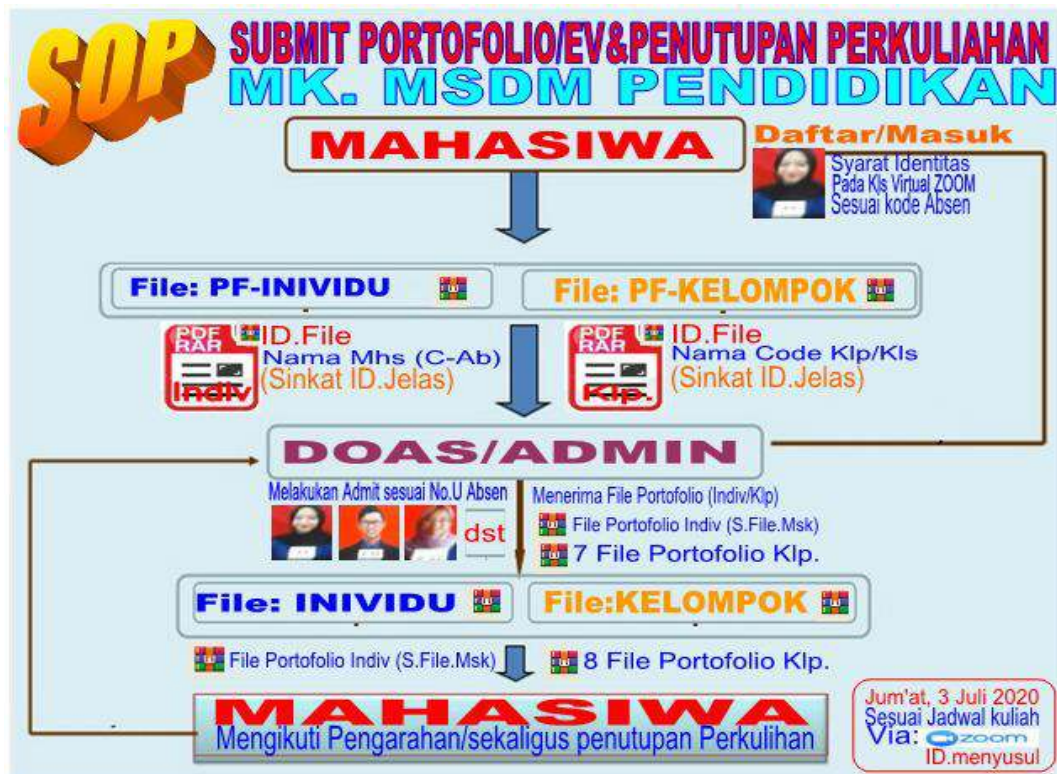 SOP
SUBMIT PORTOFOLIO/EV&PENUTUPAN PERKULIAHAN
MK. MSDM PENDIDIKAN
MAHASIWA
Daftar/Masuk
Syarat Identitas
Pada Kls Virtual ZOOM
Sesuai kode Absen
File: PF-INIVIDU
File: PF-KELOMPOK
PDF
RAR
Indiv
ID.File
Nama Mhs (C-Ab)
(Sinkat ID.Jelas)
PDF
RAR
Klp.
ID.File
Nama Code Klp/Kls
(Sinkat ID.Jelas)
DOAS/ADMIN
Melakukan Admit sesuai No.U Absen
dst
Menerima File Portofolio (Indiv/Klp)
File Portofolio Indiv (S.File.Msk)
7 File Portofolio Klp.
File: INIVIDU
File:KELOMPOK
File Portofolio Indiv (S.File.Msk)
8 File Portofolio Klp.
MAHASIWA
Mengikuti Pengarahan/sekaligus penutupan Perkulihan
Jum'at, 3 Juli 2020
Sesuai Jadwal kuliah
Via: zoom
ID.menyusul